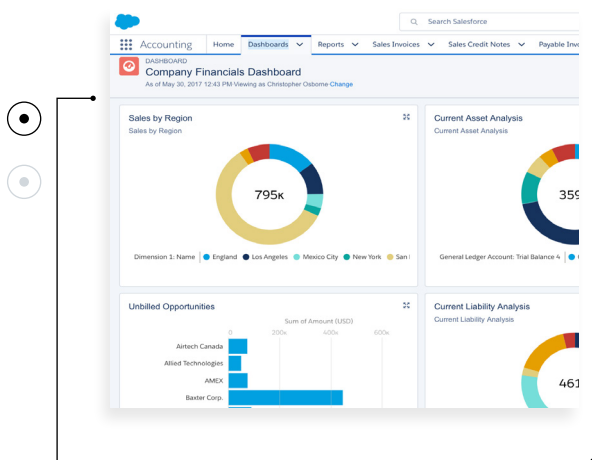 Search Salesforce
Accounting Home Dashboards Reports Sales Invoices Sales Credit Notes Payable Inv
DASHBOARD
Company Financials Dashboard
As of May 30, 2017 12:43 PM·Viewing as Christopher Osborne Change
Sales by Region
Sales by Region
795K
Dimension 1: Name England Los Angeles Mexico City New York San
Current Asset Analysis
Current Asset Analysis
359
General Ledger Account: Trial Balance 4
Unbilled Opportunities
Sum of Amount (USD)
0 200K 400K 600K
Airtech Canada
Allied Technologies
AMEX
Baxter Corp.
Current Liability Analysis
Current Liability Analysis
461